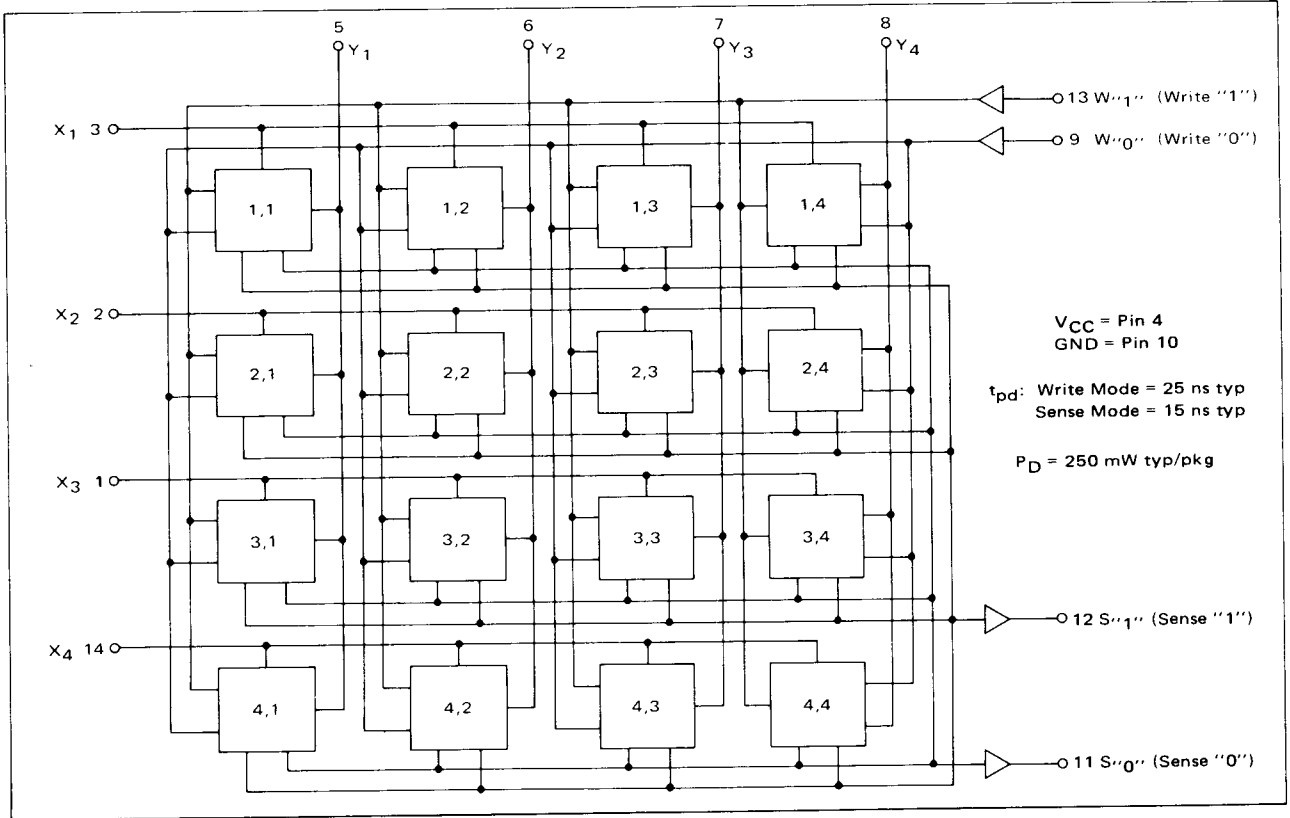 5 6 7 8
Y1 Y2 Y3 Y4
13 W"1" (Write "1")
X1 3
9 W"0" (Write "0")
1,1 1,2 1,3 1,4
X2 2
VCC = Pin 4
GND = Pin 10
2,1 2,2 2,3 2,4
tpd: Write Mode = 25 ns typ
Sense Mode = 15 ns typ
PD = 250 mW typ/pkg
X3 1
3,1 3,2 3,3 3,4
12 S"1" (Sense "1")
X4 14
4,1 4,2 4,3 4,4
11 S"0" (Sense "0")